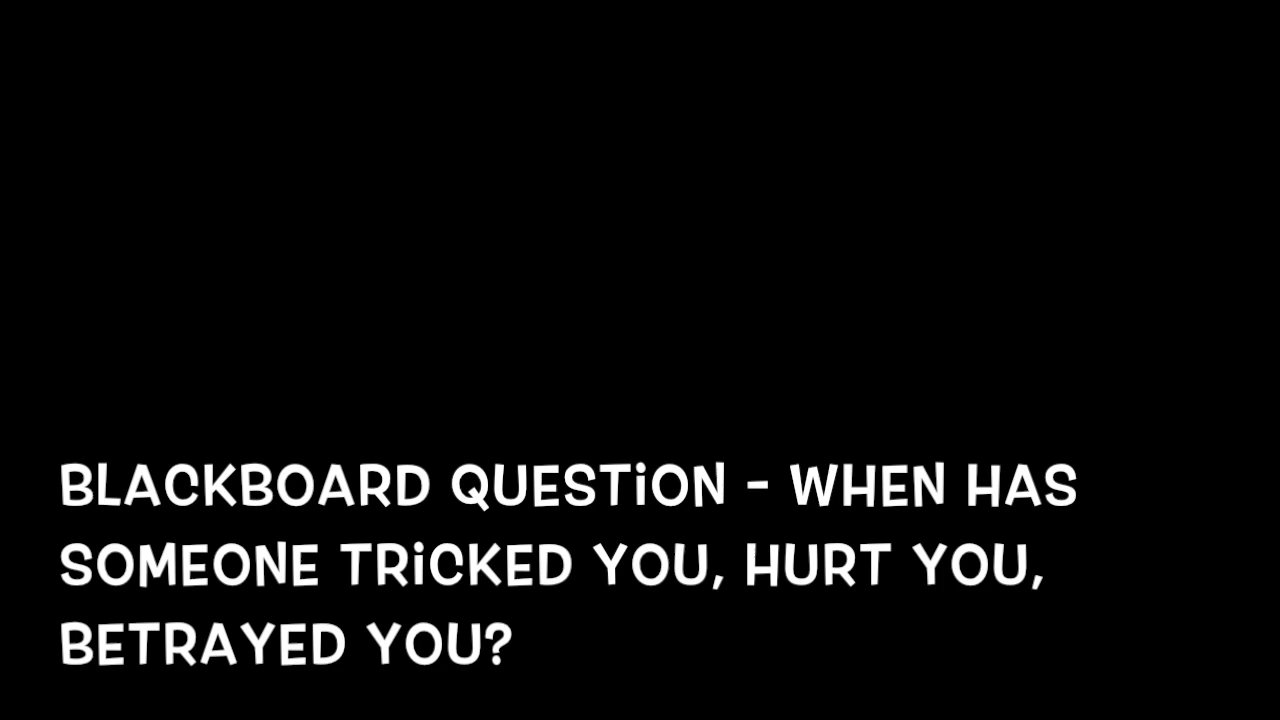 BLACKBOARD QUESTION - WHEN HAS
SOMEONE TRICKED YOU, HURT YOU,
BETRAYED YOU?